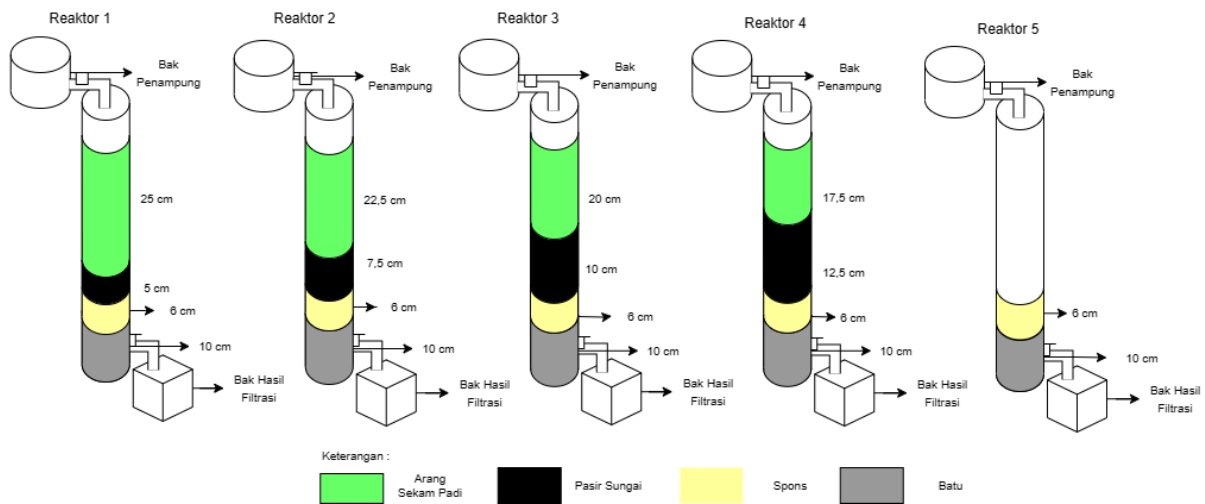 Reaktor 1
Bak
Penampung
25 cm
5 cm
6 cm
10 cm
Bak Hasil
Filtrasi
Reaktor 2
Bak
Penampung
22,5 cm
7,5 cm
6 cm
10 cm
Bak Hasil
Filtrasi
Reaktor 3
Bak
Penampung
20 cm
10 cm
6 cm
10 cm
Bak Hasil
Filtrasi
Reaktor 4
Bak
Penampung
17,5 cm
12,5 cm
6 cm
10 cm
Bak Hasil
Filtrasi
Reaktor 5
Bak
Penampung
6 cm
10 cm
Bak Hasil
Filtrasi
Keterangan :
Arang
Sekam Padi
Pasir Sungai
Spons
Batu